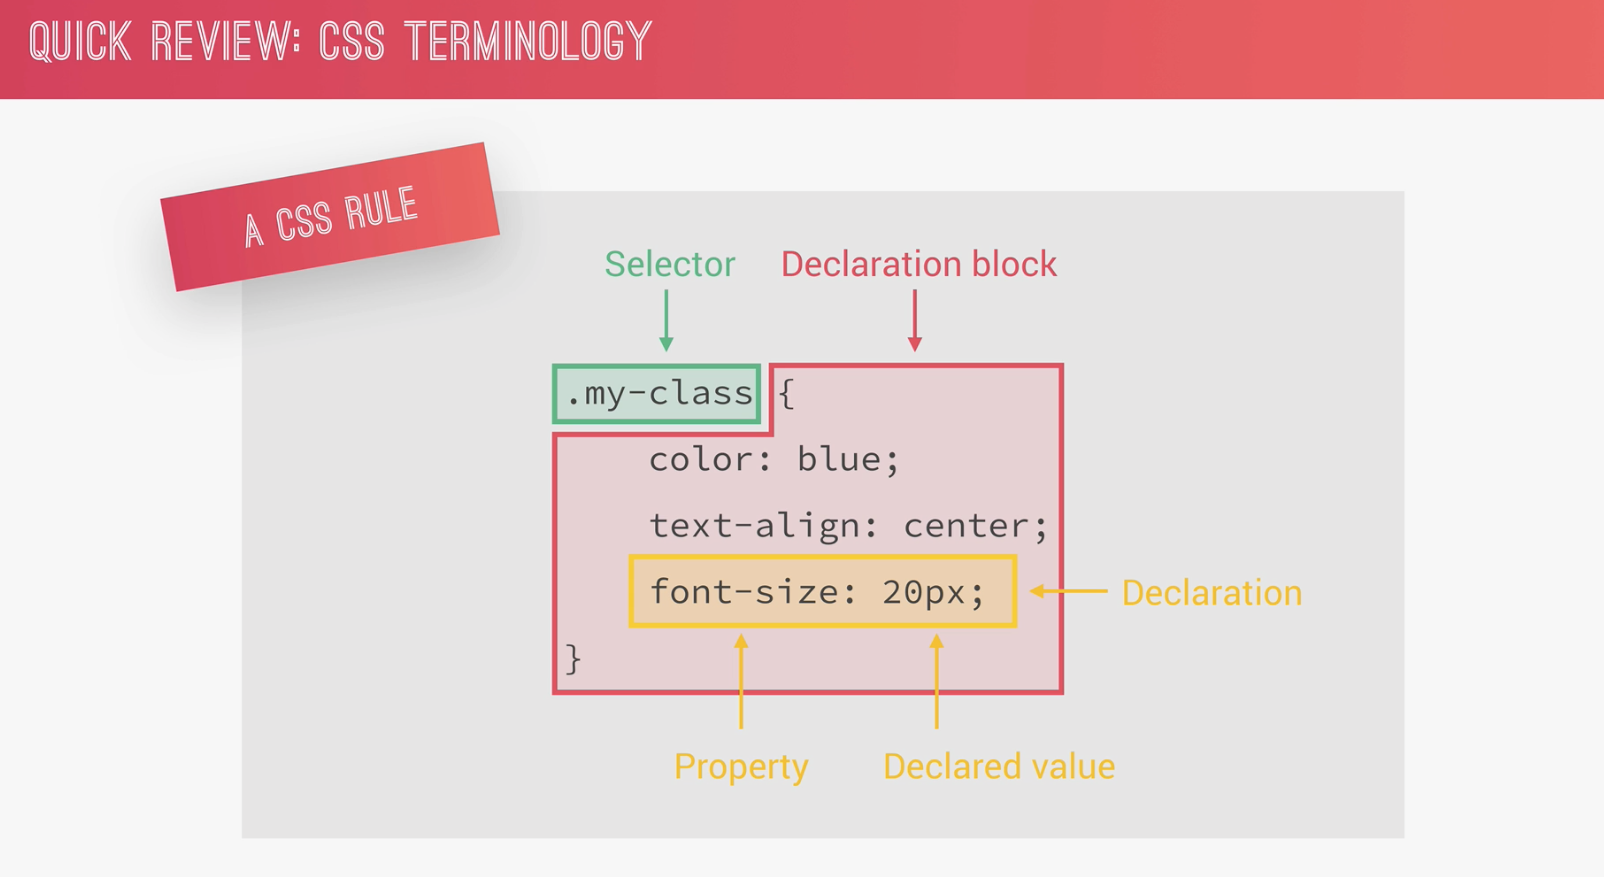 QUICK REVIEW: CSS TERMINOLOGY
A CSS RULE
Selector
Declaration block
.my-class {
color: blue;
text-align: center;
font-size: 20px;
Declaration
}
Property
Declared value